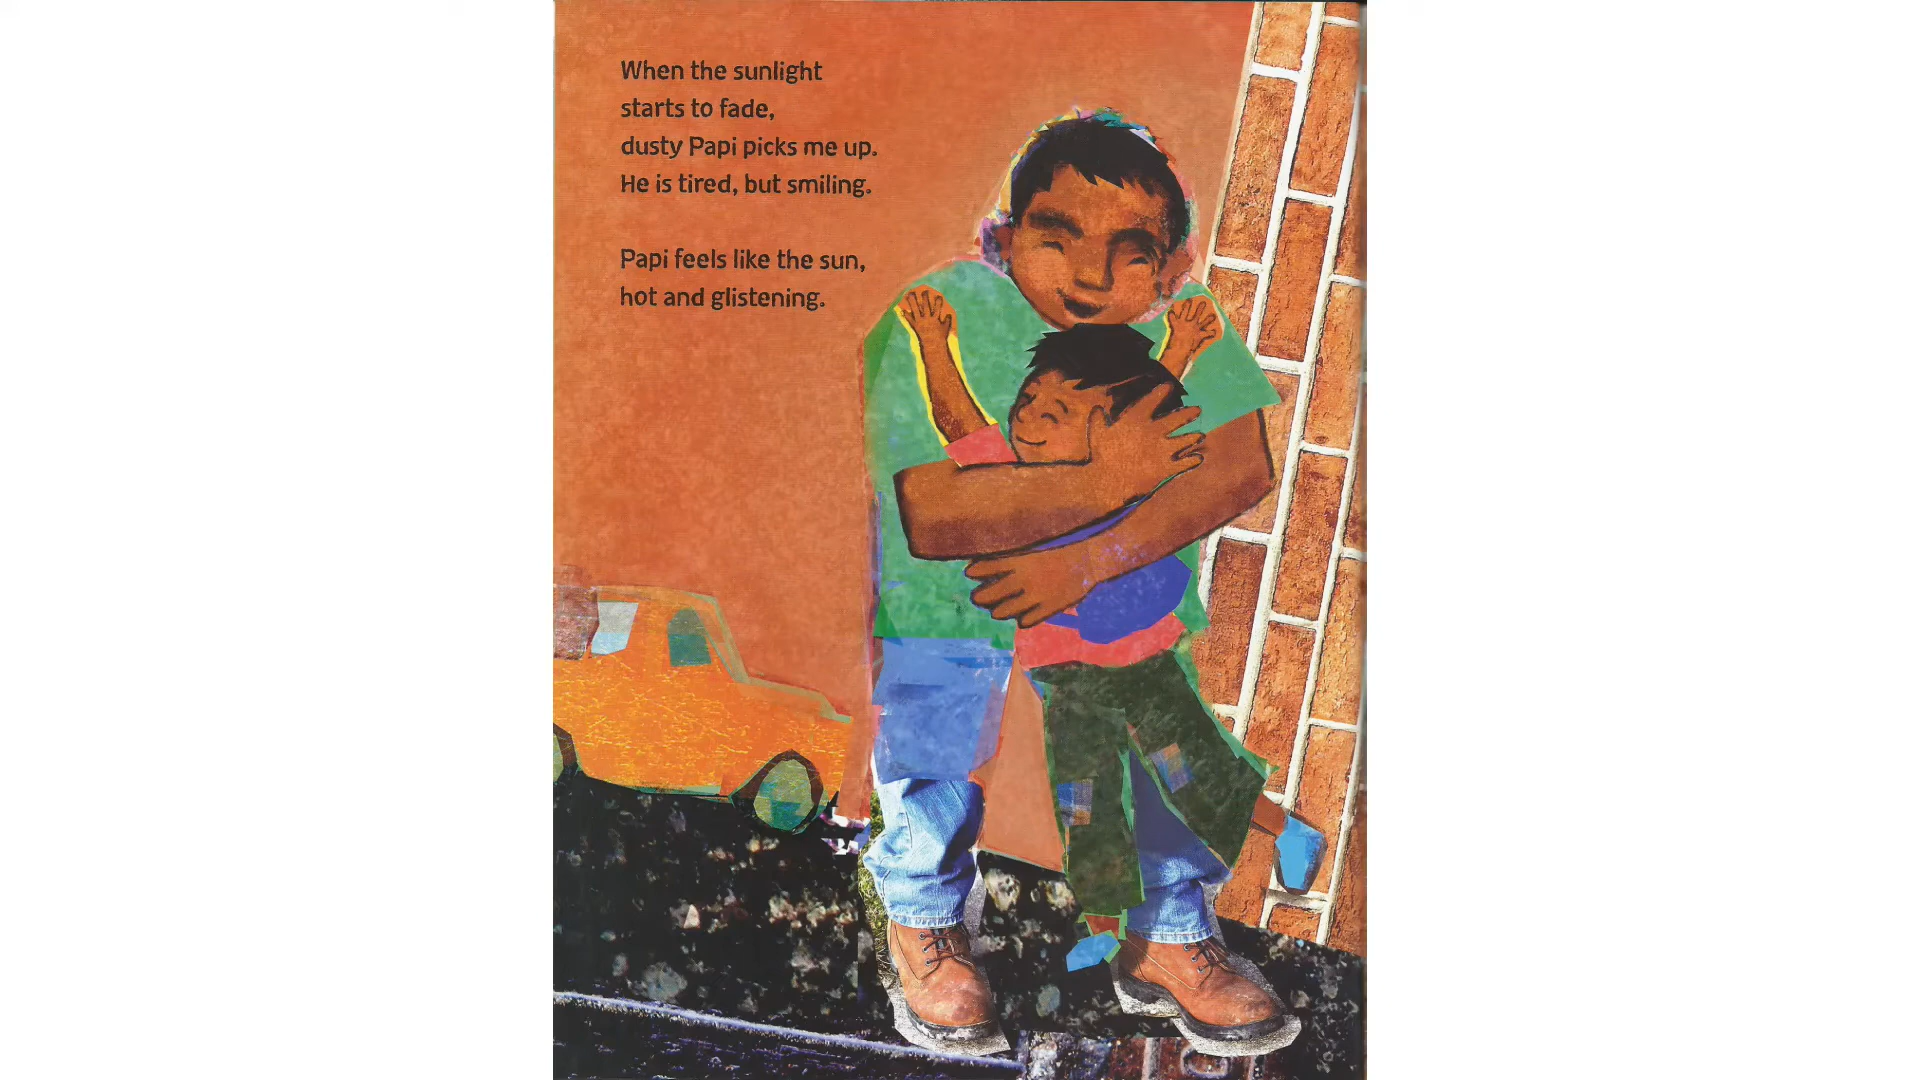 When the sunlight
starts to fade,
dusty Papi picks me up.
He is tired, but smiling.
Papi feels like the sun,
hot and glistening.